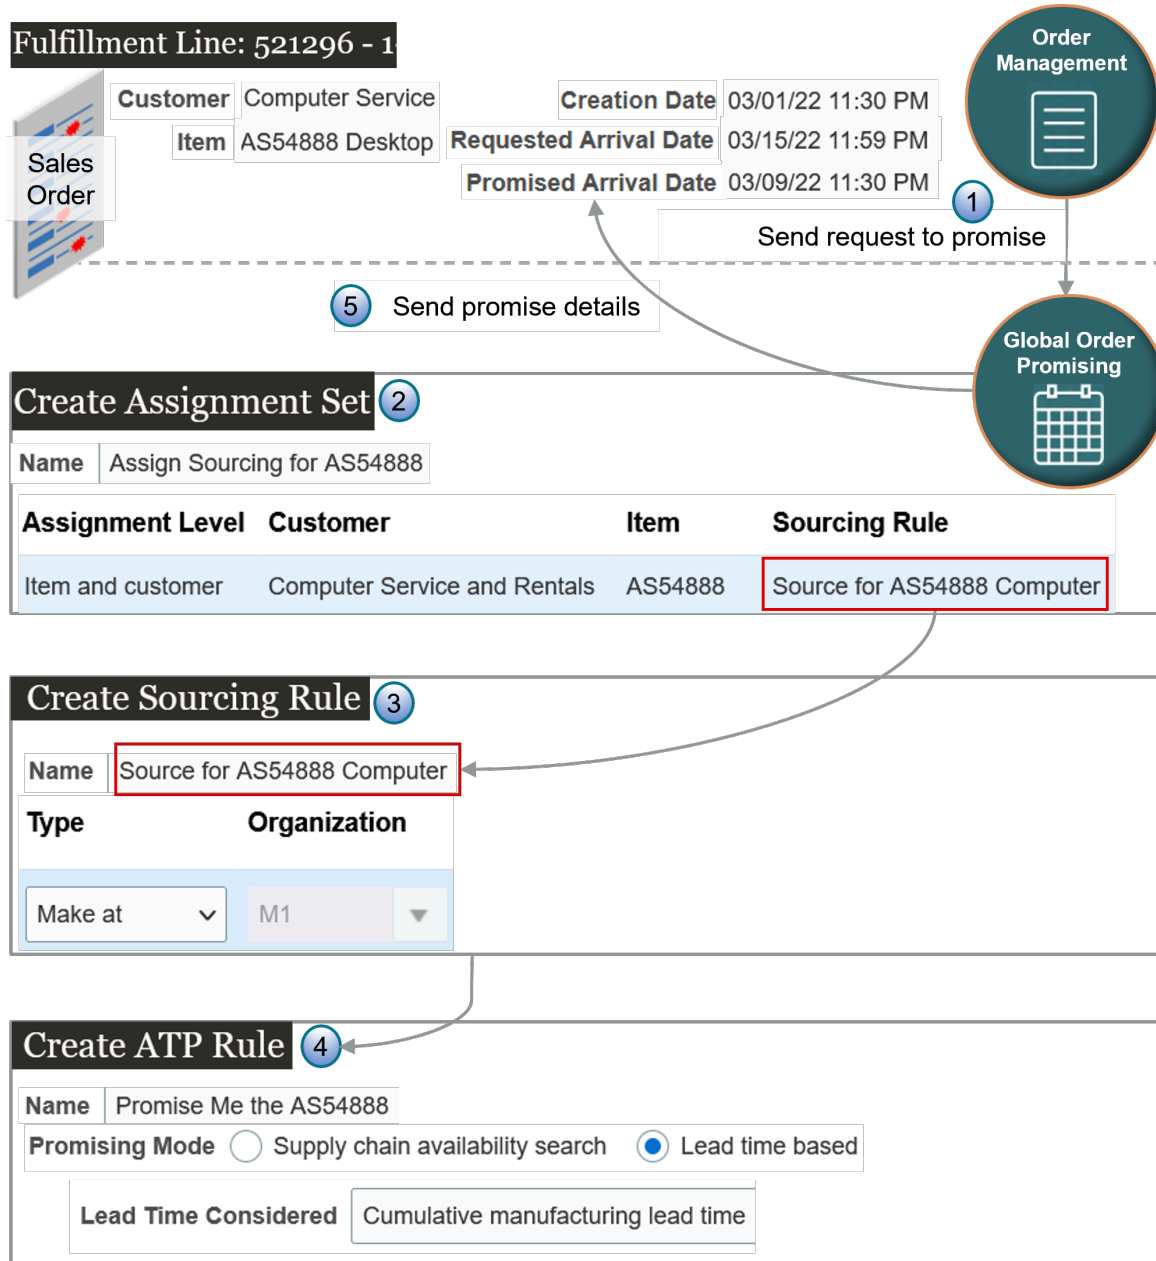 Fulfillment Line: 521296 - 1
Order
Management
Customer Computer Service
Creation Date 03/01/22 11:30 PM
Item AS54888 Desktop
Requested Arrival Date 03/15/22 11:59 PM
Promised Arrival Date 03/09/22 11:30 PM
Sales
Order
1
Send request to promise
5 Send promise details
Global Order
Promising
Create Assignment Set 2
Name Assign Sourcing for AS54888
Assignment Level Customer Item Sourcing Rule
Item and customer Computer Service and Rentals AS54888 Source for AS54888 Computer
Create Sourcing Rule 3
Name Source for AS54888 Computer
Type Organization
Make at M1
Create ATP Rule 4
Name Promise Me the AS54888
Promising Mode Supply chain availability search Lead time based
Lead Time Considered Cumulative manufacturing lead time